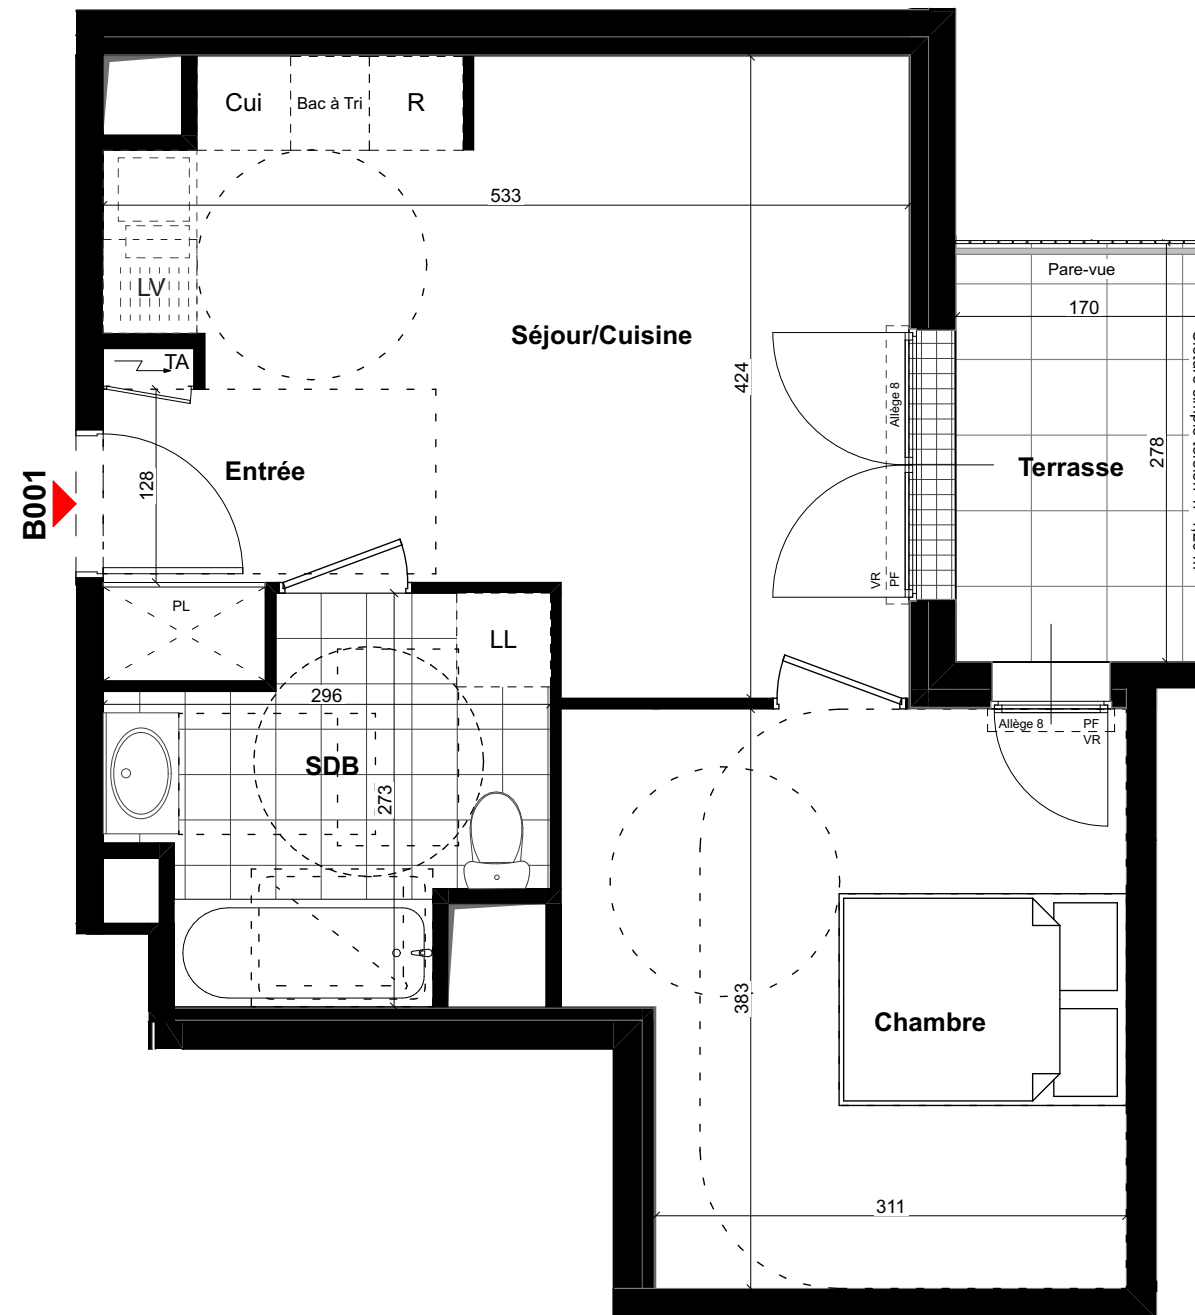 Cui
Bac à Tri
R
533
LV
Pare-vue
170
Séjour/Cuisine
TA
424
Allège 8
278
Entrée
Terrasse
B001
128
VR
PF
PL
LL
296
SDB
273
Allège 8
PF
VR
383
Chambre
311